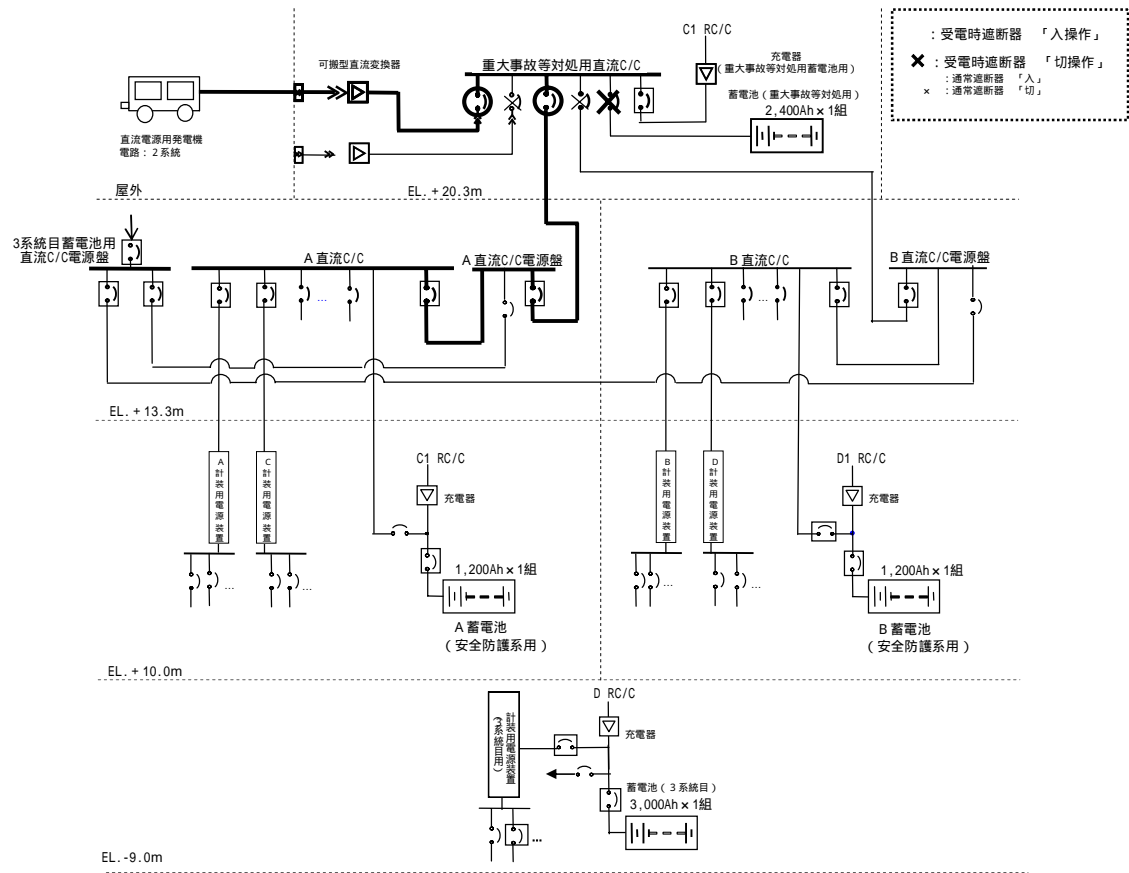 C1 RC/C
：受電時遮断器 「入操作」
× ：受電時遮断器 「切操作」
：通常遮断器 「入」
× ：通常遮断器 「切」
可搬型直流変換器
重大事故等対処用直流C/C
充電器
（重大事故等対処用蓄電池用）
蓄電池（重大事故等対処用）
2,400Ah×1組
直流電源用発電機
電路：２系統
屋外
EL.+20.3m
3系統目蓄電池用
直流C/C電源盤
A 直流C/C
A 直流C/C電源盤
B 直流C/C
B 直流C/C電源盤
...
...
EL.+13.3m
A計装用電源装置
C計装用電源装置
C1 RC/C
充電器
B計装用電源装置
D計装用電源装置
D1 RC/C
充電器
...
...
1,200Ah×1組
...
...
1,200Ah×1組
A 蓄電池
（安全防護系用）
B 蓄電池
（安全防護系用）
EL.+10.0m
計装用電源装置
（3系統目用）
D RC/C
充電器
蓄電池（３系統目）
3,000Ah×1組
...
EL.-9.0m